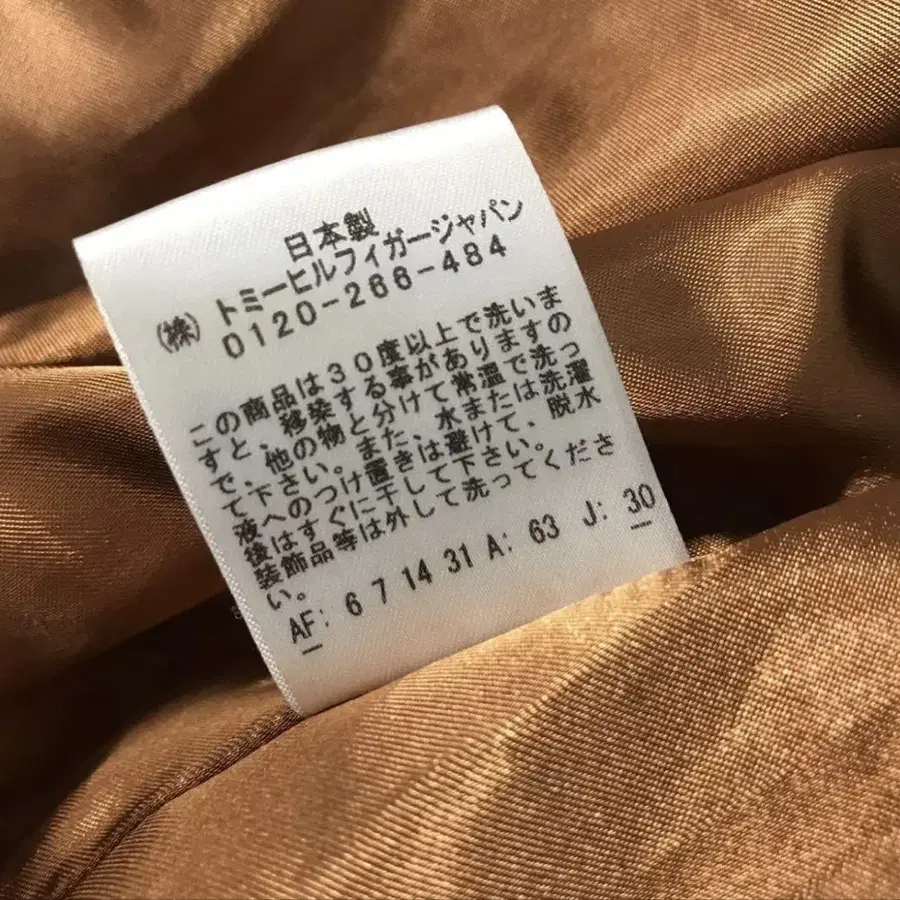 日本製
(株) トミーヒルフィガージャパン
0120-266-484
この商品は30度以上で洗いま
すと、移染する事がありますの
で、他の物と分けて常温で洗っ
て下さい。また、水または洗濯
液へのつけ置きは避けて、脱水
後はすぐに干して下さい。
装飾品等は外して洗ってくださ
い。
AF: 6 7 14 31 A: 63 J: 30